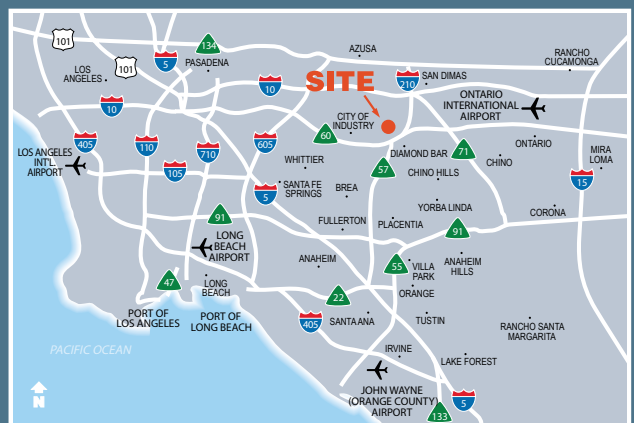 101
134
5
AZUSA
RANCHO
CUCAMONGA
LOS
ANGELES
101
PASADENA
10
SITE
210
SAN DIMAS
ONTARIO
INTERNATIONAL
AIRPORT
10
CITY OF
INDUSTRY
60
405
110
710
605
DIAMOND BAR
71
ONTARIO
MIRA
LOMA
LOS ANGELES
INT'L
AIRPORT
105
WHITTIER
57
CHINO
CHINO HILLS
15
5
SANTA FE
SPRINGS
BREA
YORBA LINDA
CORONA
91
FULLERTON
PLACENTIA
91
LONG
BEACH
AIRPORT
ANAHEIM
55
VILLA
PARK
ANAHEIM
HILLS
47
LONG
BEACH
22
ORANGE
PORT OF
LOS ANGELES
PORT OF
LONG BEACH
405
SANTA ANA
TUSTIN
RANCHO SANTA
MARGARITA
PACIFIC OCEAN
IRVINE
LAKE FOREST
N
JOHN WAYNE
(ORANGE COUNTY)
AIRPORT
133
5